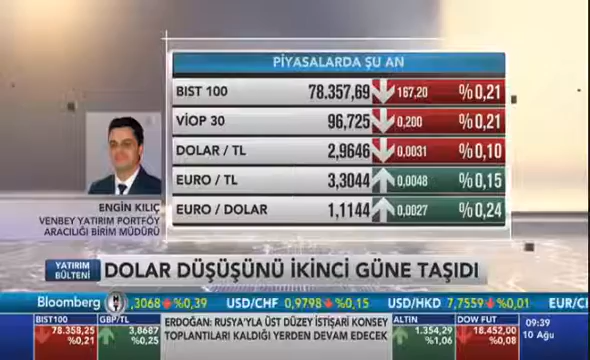 PİYASALARDA ŞU AN
BIST 100 78.357,69 167,20 %0,21
VİOP 30 96,725 0,200 %0,21
DOLAR / TL 2,9646 0,0031 %0,10
EURO / TL 3,3044 0,0048 %0,15
EURO / DOLAR 1,1144 0,0027 %0,24
ENGİN KILIÇ
VENBEY YATIRIM PORTFÖY
ARACILIĞI BİRİM MÜDÜRÜ
YATIRIM
BÜLTENİ
DOLAR DÜŞÜŞÜNÜ İKİNCİ GÜNE TAŞIDI
Bloomberg HT ,3068 %0,39 USD/CHF 0,9798 %0,15 USD/HKD 7,7559 %0,01 EUR/C
BIST100 GBP/TL ERDOĞAN: RUSYA'YLA ÜST DÜZEY İSTİŞARİ KONSEY ALTIN DOW FUT 09:39
78.358,25 3,8687 TOPLANTILARI KALDIĞI YERDEN DEVAM EDECEK 1.354,29 18.452,00 10 Ağu
%0,21 %0,25 %1,06 %0,08